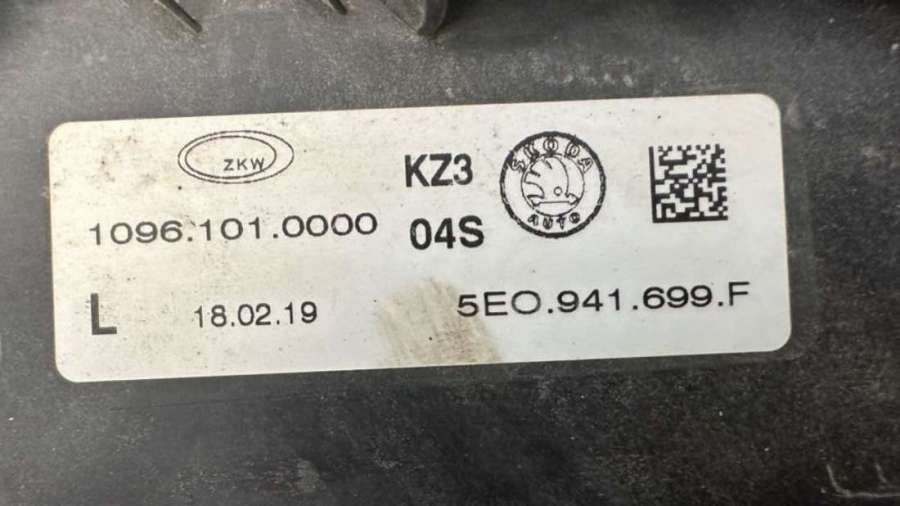 ZKW
KZ3
SKODA
AUTO
1096.101.0000
04S
L
18.02.19
5E0.941.699.F